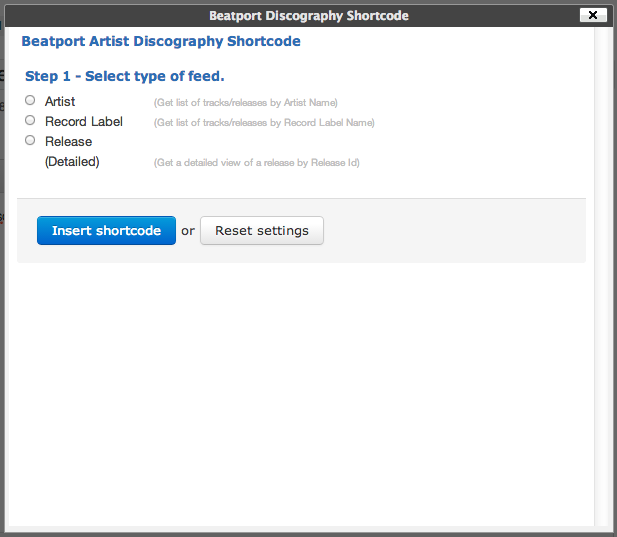 Beatport Discography Shortcode
Beatport Artist Discography Shortcode
Step 1 - Select type of feed.
Artist (Get list of tracks/releases by Artist Name)
Record Label (Get list of tracks/releases by Record Label Name)
Release
(Detailed) (Get a detailed view of a release by Release Id)
Insert shortcode or Reset settings